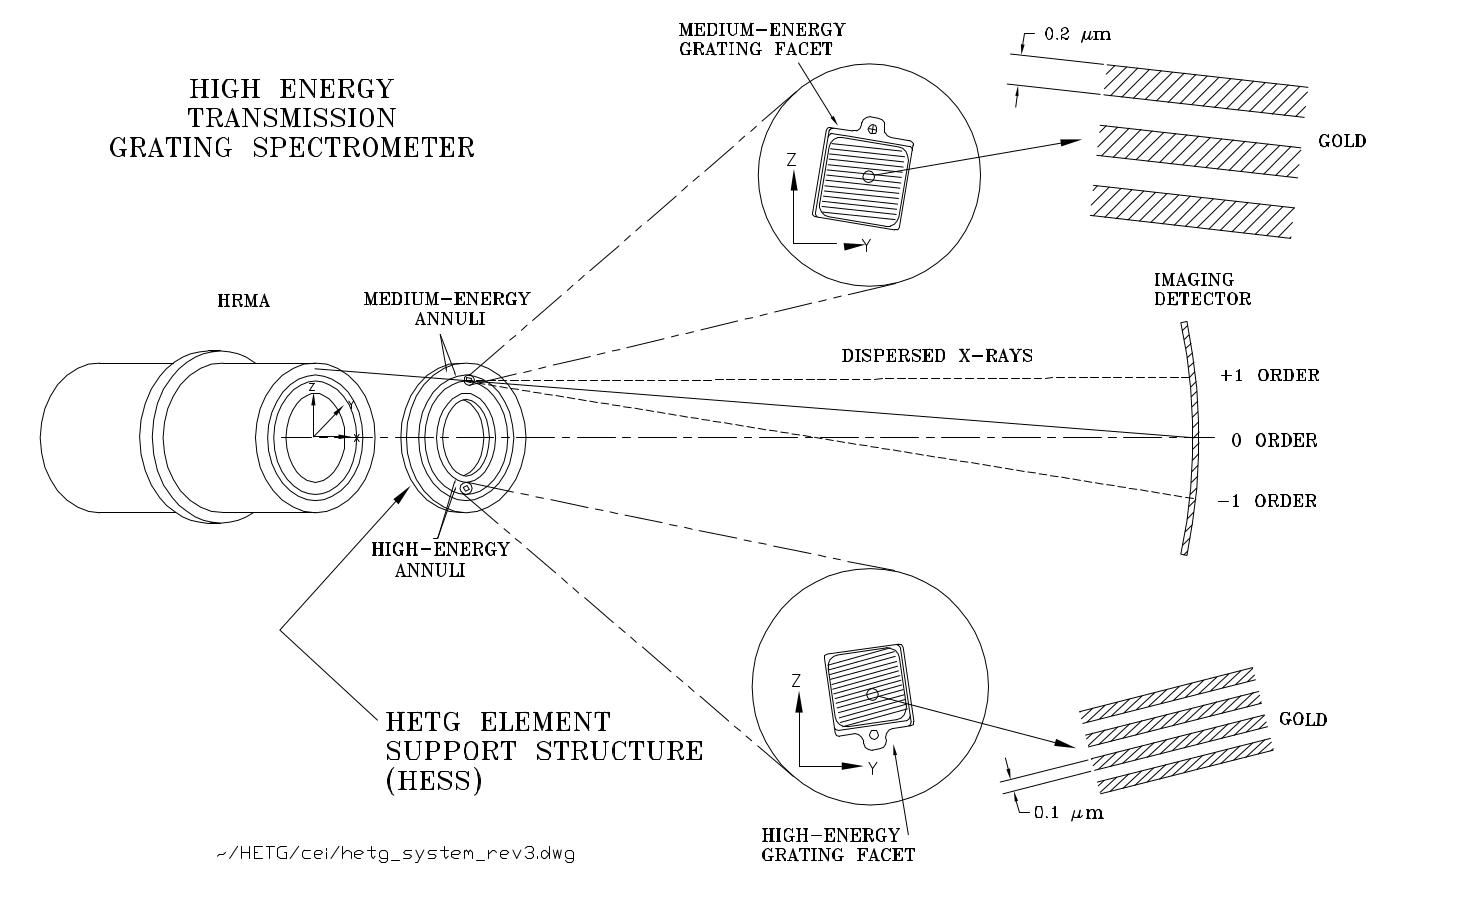 MEDIUM-ENERGY
GRATING FACET
0.2 μm
HIGH ENERGY
TRANSMISSION
GRATING SPECTROMETER
GOLD
Z
Y
IMAGING
DETECTOR
HRMA
MEDIUM-ENERGY
ANNULI
DISPERSED X-RAYS
+1 ORDER
Z
Y
X
0 ORDER
-1 ORDER
HIGH-ENERGY
ANNULI
Z
Y
GOLD
HETG ELEMENT
SUPPORT STRUCTURE
(HESS)
0.1 μm
HIGH-ENERGY
GRATING FACET
~/HETG/cei/hetg_system_rev3.dwg